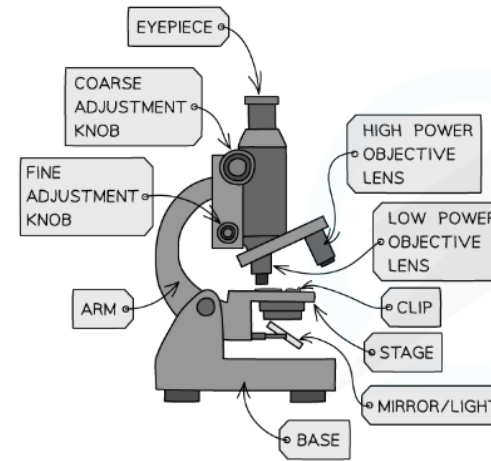 EYEPIECE
COARSE
ADJUSTMENT
KNOB
HIGH POWER
OBJECTIVE
LENS
FINE
ADJUSTMENT
KNOB
LOW POWER
OBJECTIVE
LENS
ARM
CLIP
STAGE
MIRROR/LIGHT
BASE